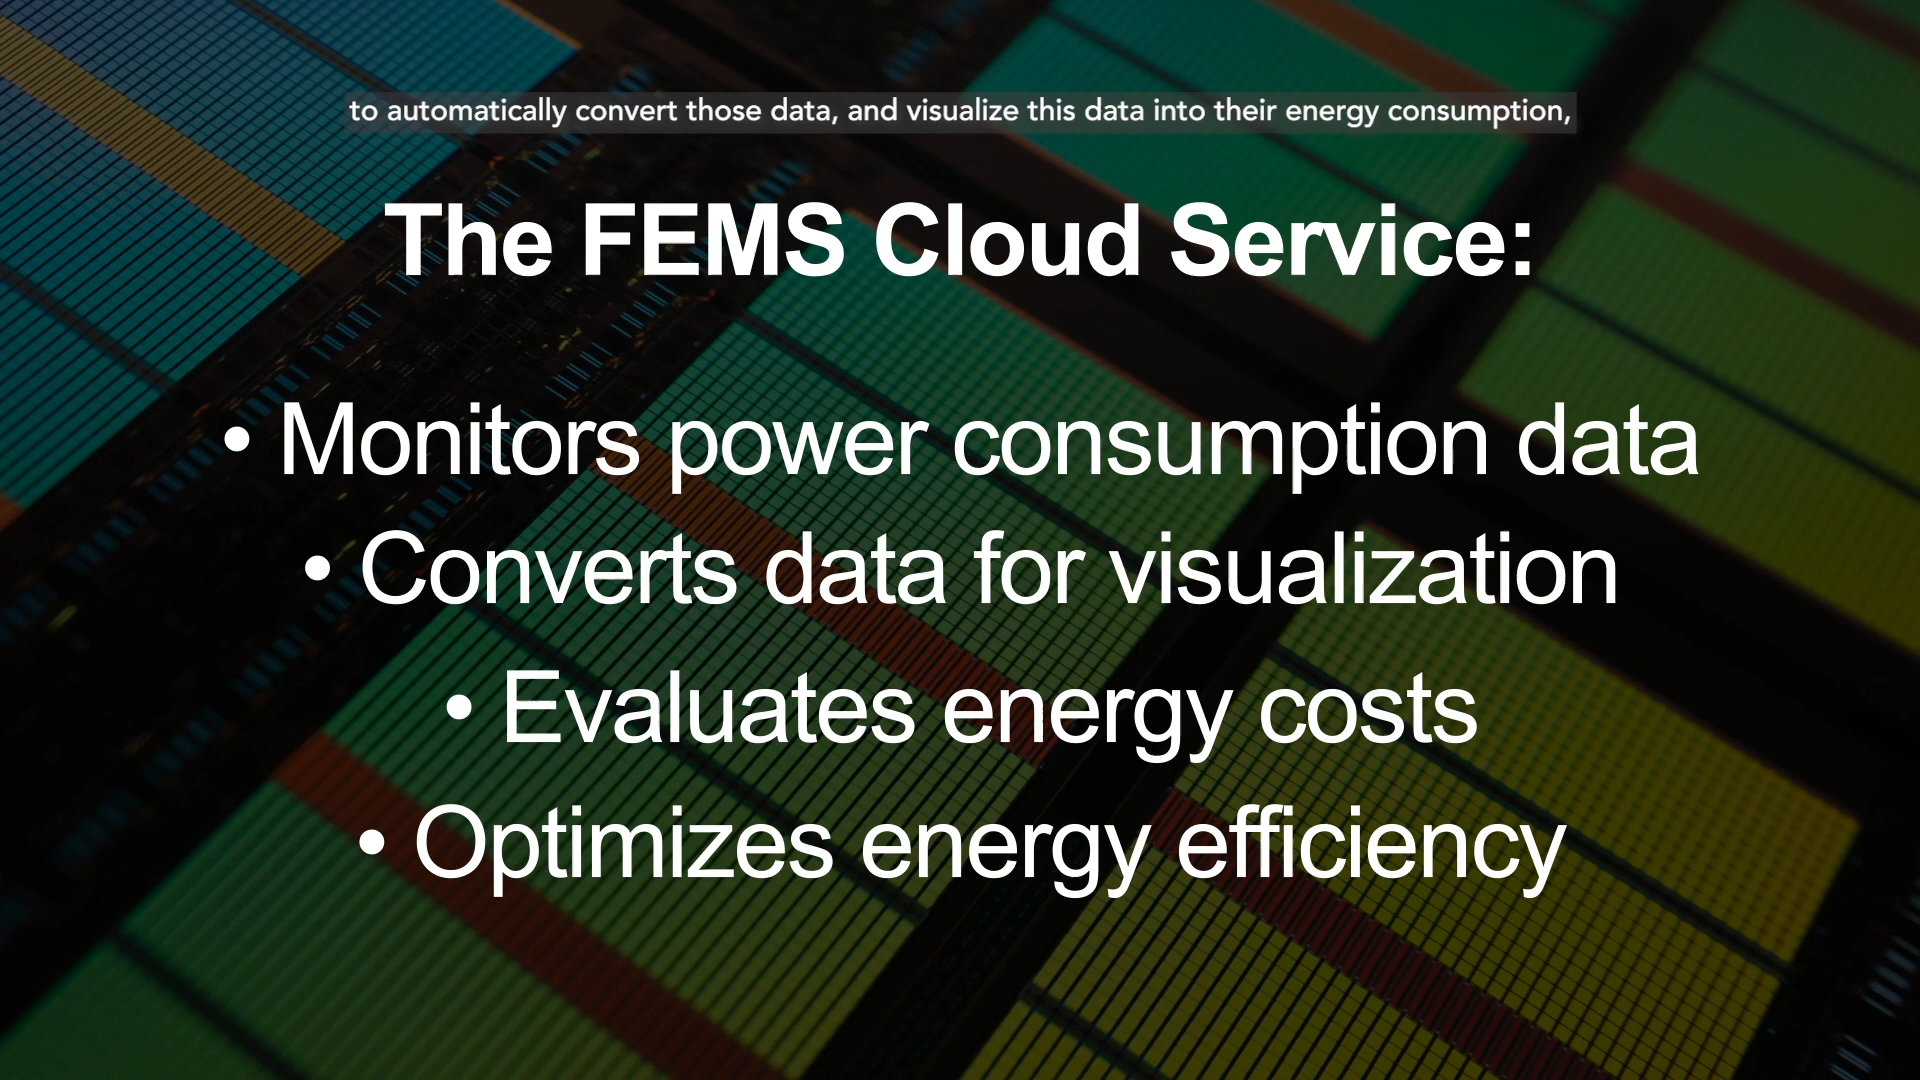 to automatically convert those data, and visualize this data into their energy consumption,
The FEMS Cloud Service:
• Monitors power consumption data
• Converts data for visualization
• Evaluates energy costs
• Optimizes energy efficiency